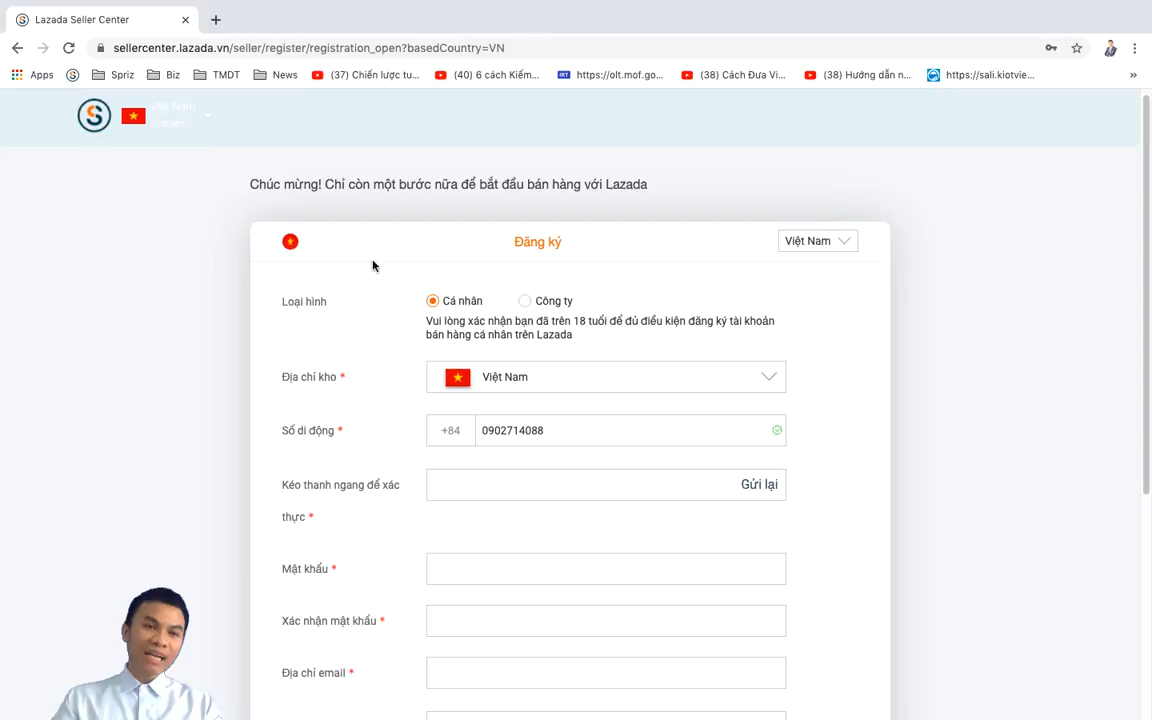 Lazada Seller Center
sellercenter.lazada.vn/seller/register/registration_open?basedCountry=VN
Apps Spriz Biz TMDT News (37) Chiến lược tu... (40) 6 cách Kiếm... https://olt.mof.go... (38) Cách Đưa Vi... (38) Hướng dẫn n... https://sali.kiotvie... »
Việt Nam
Chúc mừng! Chỉ còn một bước nữa để bắt đầu bán hàng với Lazada
Đăng ký Việt Nam
Loại hình Cá nhân Công ty
Vui lòng xác nhận bạn đã trên 18 tuổi để đủ điều kiện đăng ký tài khoản
bán hàng cá nhân trên Lazada
Địa chỉ kho * Việt Nam
Số di động * +84 0902714088
Kéo thanh ngang để xác Gửi lại
thực *
Mật khẩu *
Xác nhận mật khẩu *
Địa chỉ email *